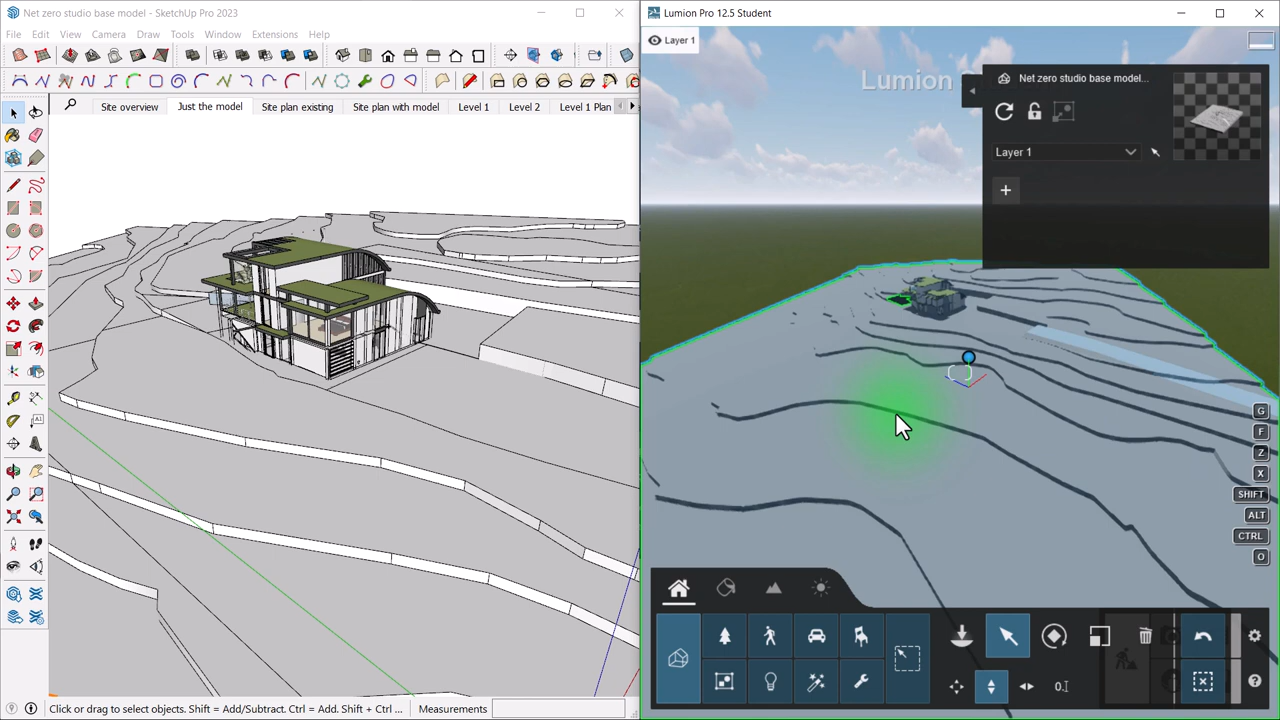 Net zero studio base model - SketchUp Pro 2023
File Edit View Camera Draw Tools Window Extensions Help
Site overview Just the model Site plan existing Site plan with model Level 1 Level 2 Level 1 Plan
Click or drag to select objects. Shift = Add/Subtract. Ctrl = Add. Shift + Ctrl ... Measurements
Lumion Pro 12.5 Student
Layer 1
Lumion
Net zero studio base model...
Layer 1
G
F
Z
X
SHIFT
ALT
CTRL
O